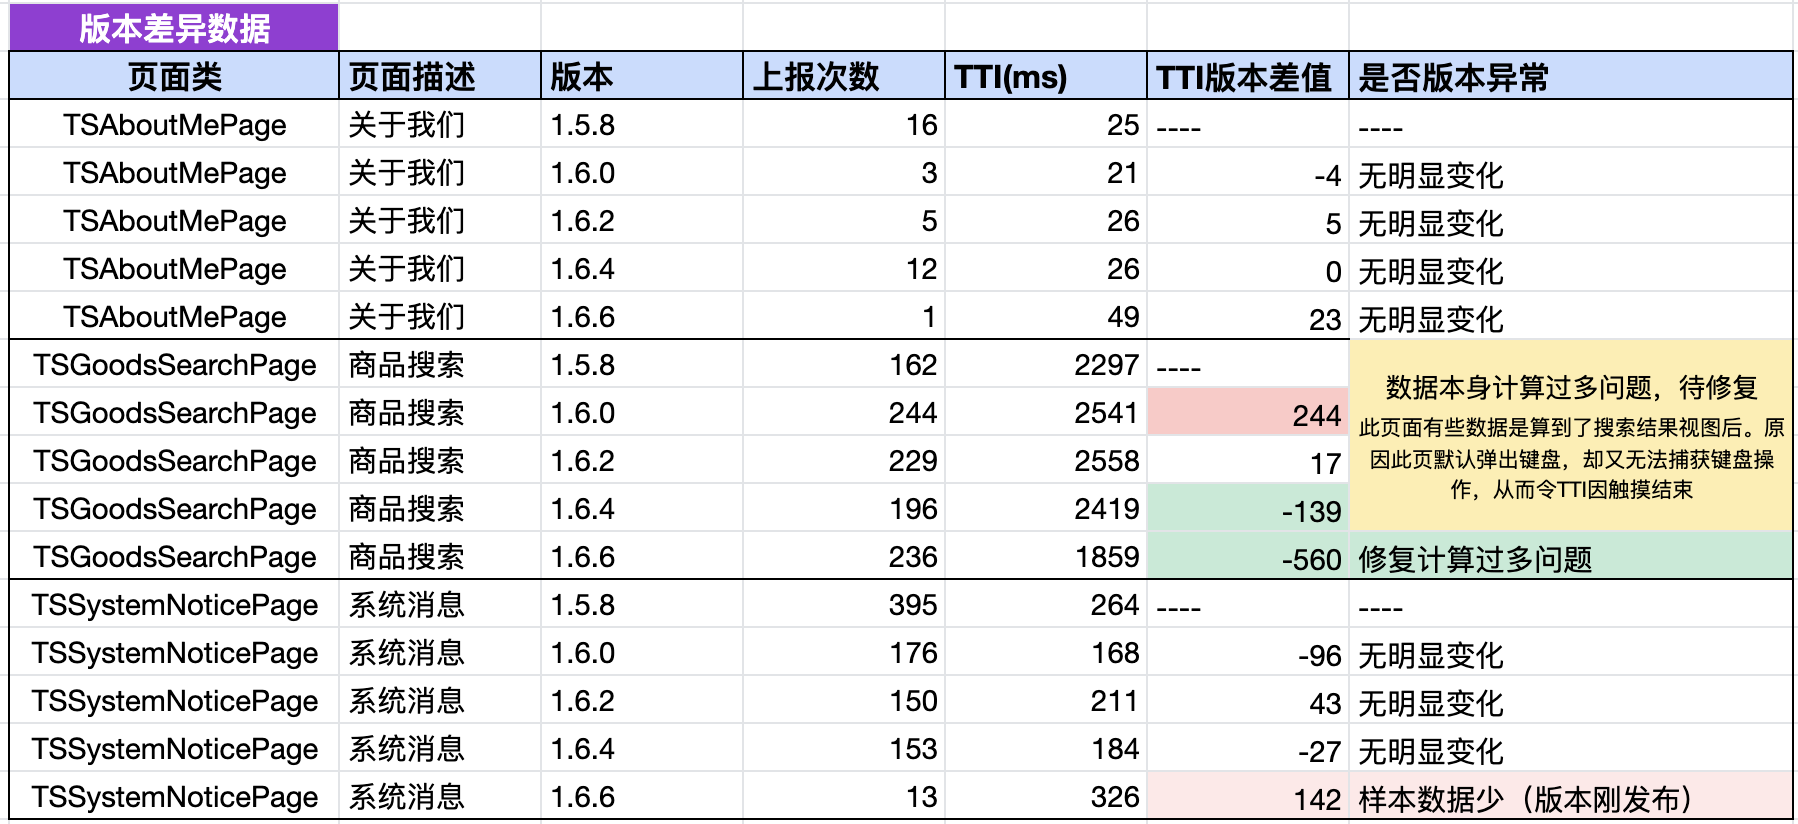 版本差异数据
页面类 页面描述 版本 上报次数 TTI(ms) TTI版本差值 是否版本异常
TSAboutMePage 关于我们 1.5.8 16 25 ---- ----
TSAboutMePage 关于我们 1.6.0 3 21 -4 无明显变化
TSAboutMePage 关于我们 1.6.2 5 26 5 无明显变化
TSAboutMePage 关于我们 1.6.4 12 26 0 无明显变化
TSAboutMePage 关于我们 1.6.6 1 49 23 无明显变化
TSGoodsSearchPage 商品搜索 1.5.8 162 2297 ----
TSGoodsSearchPage 商品搜索 1.6.0 244 2541 244
TSGoodsSearchPage 商品搜索 1.6.2 229 2558 17
TSGoodsSearchPage 商品搜索 1.6.4 196 2419 -139
数据本身计算过多问题，待修复
此页面有些数据是算到了搜索结果视图后。原
因此页默认弹出键盘，却又无法捕获键盘操
作，从而令TTI因触摸结束
TSGoodsSearchPage 商品搜索 1.6.6 236 1859 -560 修复计算过多问题
TSSystemNoticePage 系统消息 1.5.8 395 264 ---- ----
TSSystemNoticePage 系统消息 1.6.0 176 168 -96 无明显变化
TSSystemNoticePage 系统消息 1.6.2 150 211 43 无明显变化
TSSystemNoticePage 系统消息 1.6.4 153 184 -27 无明显变化
TSSystemNoticePage 系统消息 1.6.6 13 326 142 样本数据少（版本刚发布）